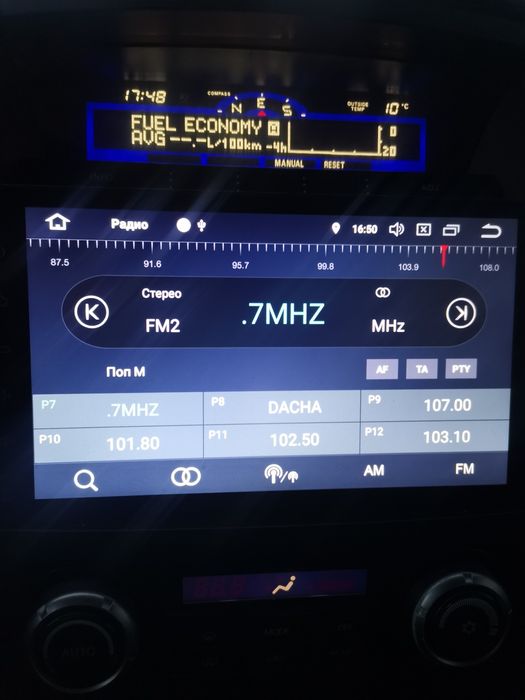 17:48 COMPASS N E S OUTSIDE TEMP 10°C
FUEL ECONOMY
AVG --.-L/100km -4h 0 20
MANUAL RESET
Радио 16:50
87.5 91.6 95.7 99.8 103.9 108.0
Стерео
FM2 .7MHZ MHz
Поп М AF TA PTY
P7 .7MHZ P8 DACHA P9 107.00
P10 101.80 P11 102.50 P12 103.10
AM FM
AUTO
MODE